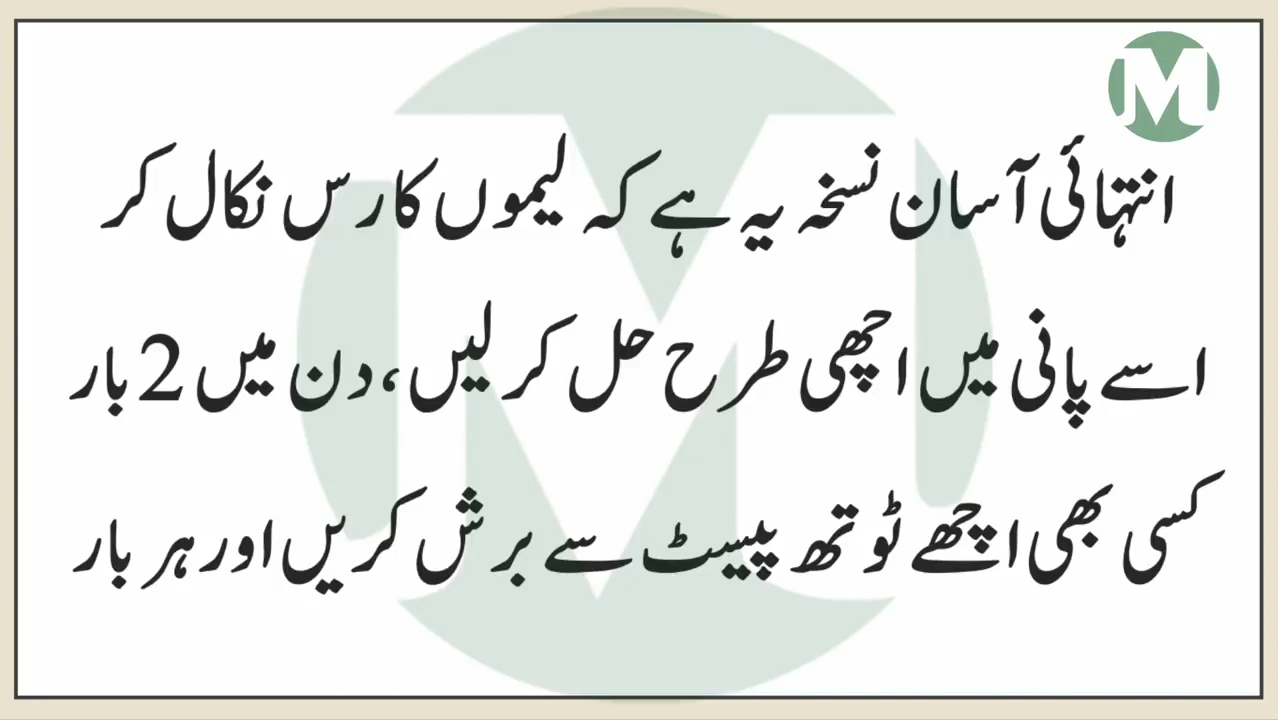 M
انتہائی آسان نسخہ یہ ہے کہ لیموں کا رس نکال کر
اسے پانی میں اچھی طرح حل کر لیں، دن میں 2 بار
کسی بھی اچھے ٹوتھ پیسٹ سے برش کریں اور ہر بار